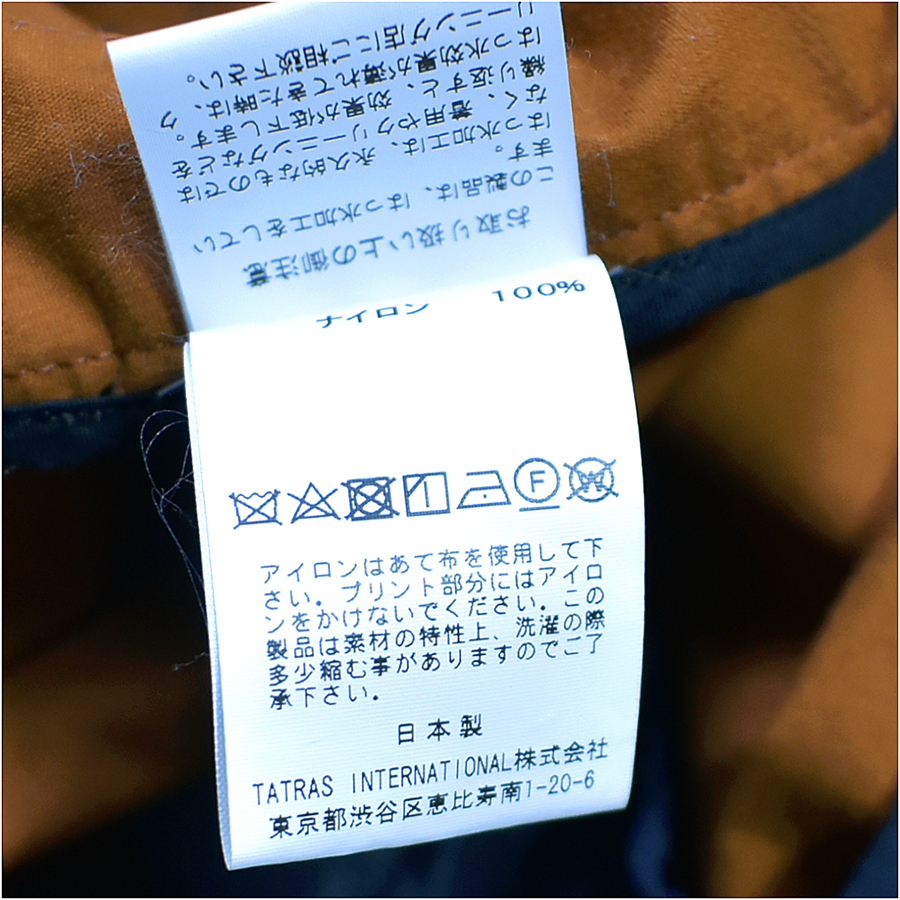 お取り扱い上の御注意
この製品は、はっ水加工をしてい
ます。
はっ水加工は、永久的なものでは
なく、着用やクリーニングなどを
繰り返すと、効果が低下します。
はっ水効果が薄れてきた時は、ク
リーニング店にご相談下さい。
ナイロン 100%
F W
アイロンはあて布を使用して下
さい。プリント部分にはアイロ
ンをかけないでください。この
製品は素材の特性上、洗濯の際
多少縮む事がありますのでご了
承下さい。
日本製
TATRAS INTERNATIONAL株式会社
東京都渋谷区恵比寿南1-20-6